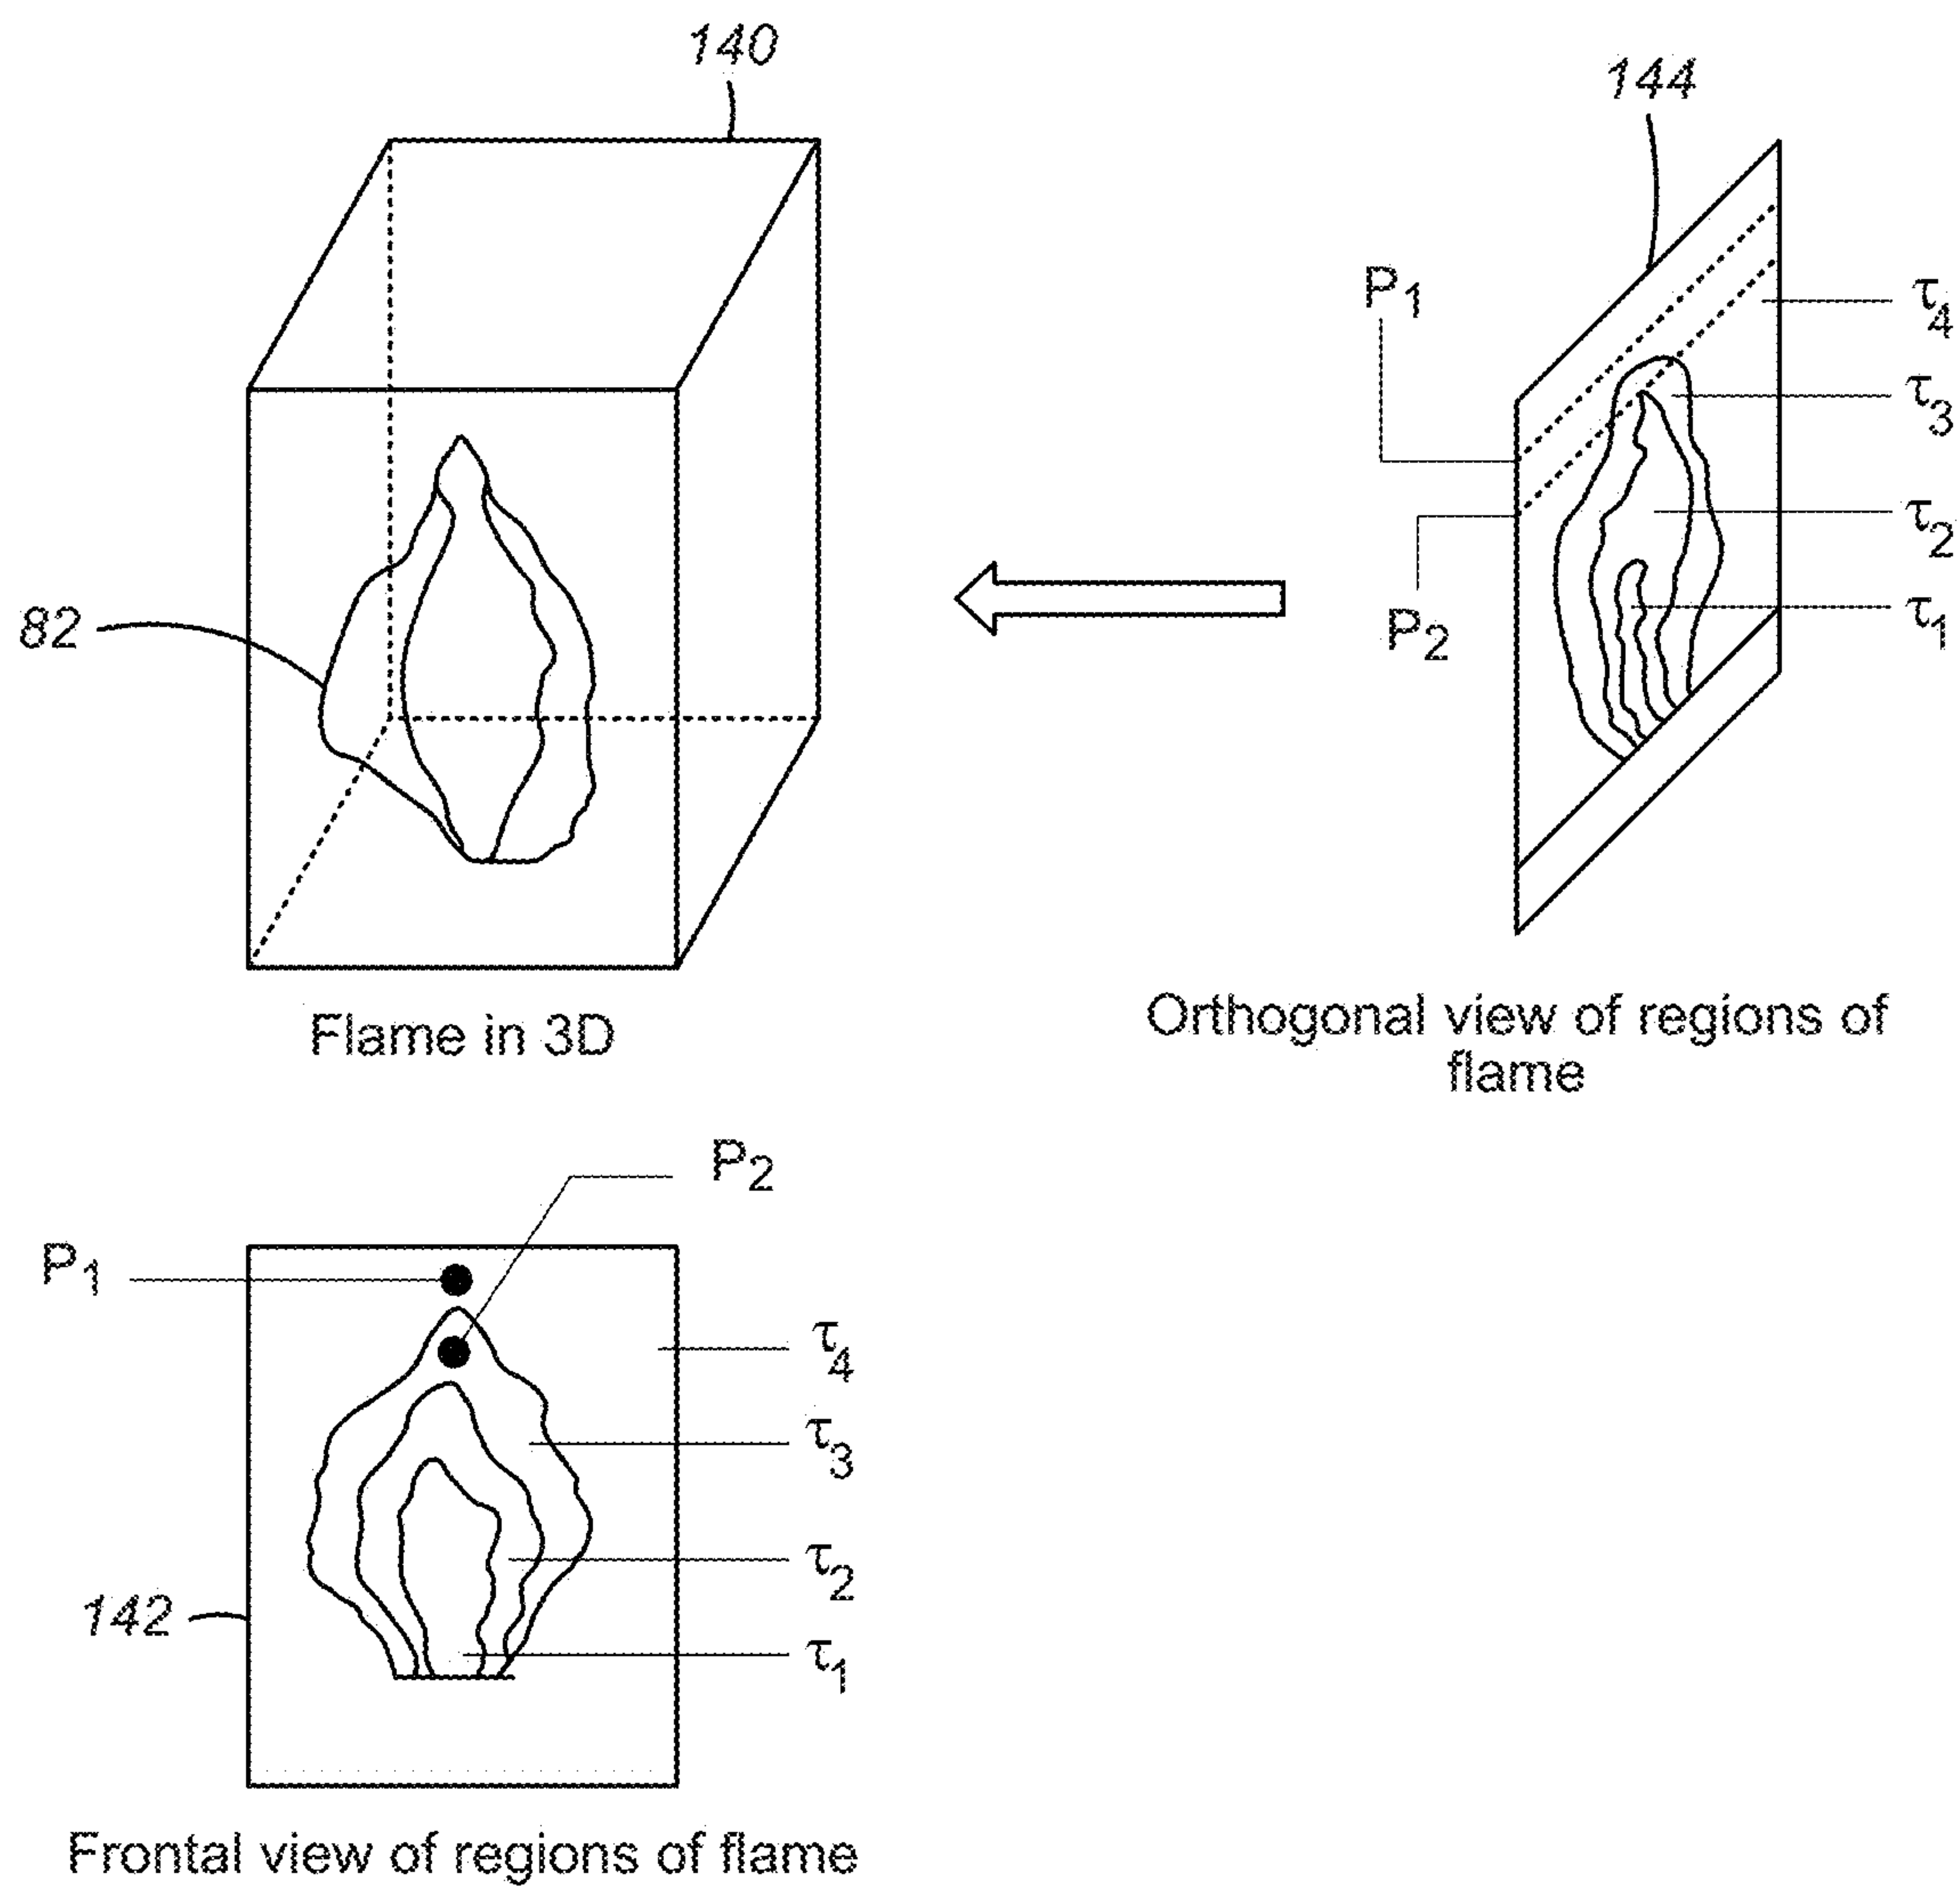 140
144
P1
τ4
τ3
τ2
82
τ1
P2
Flame in 3D
Orthogonal view of regions of
flame
P2
P1
τ4
τ3
τ2
142
τ1
Frontal view of regions of flame